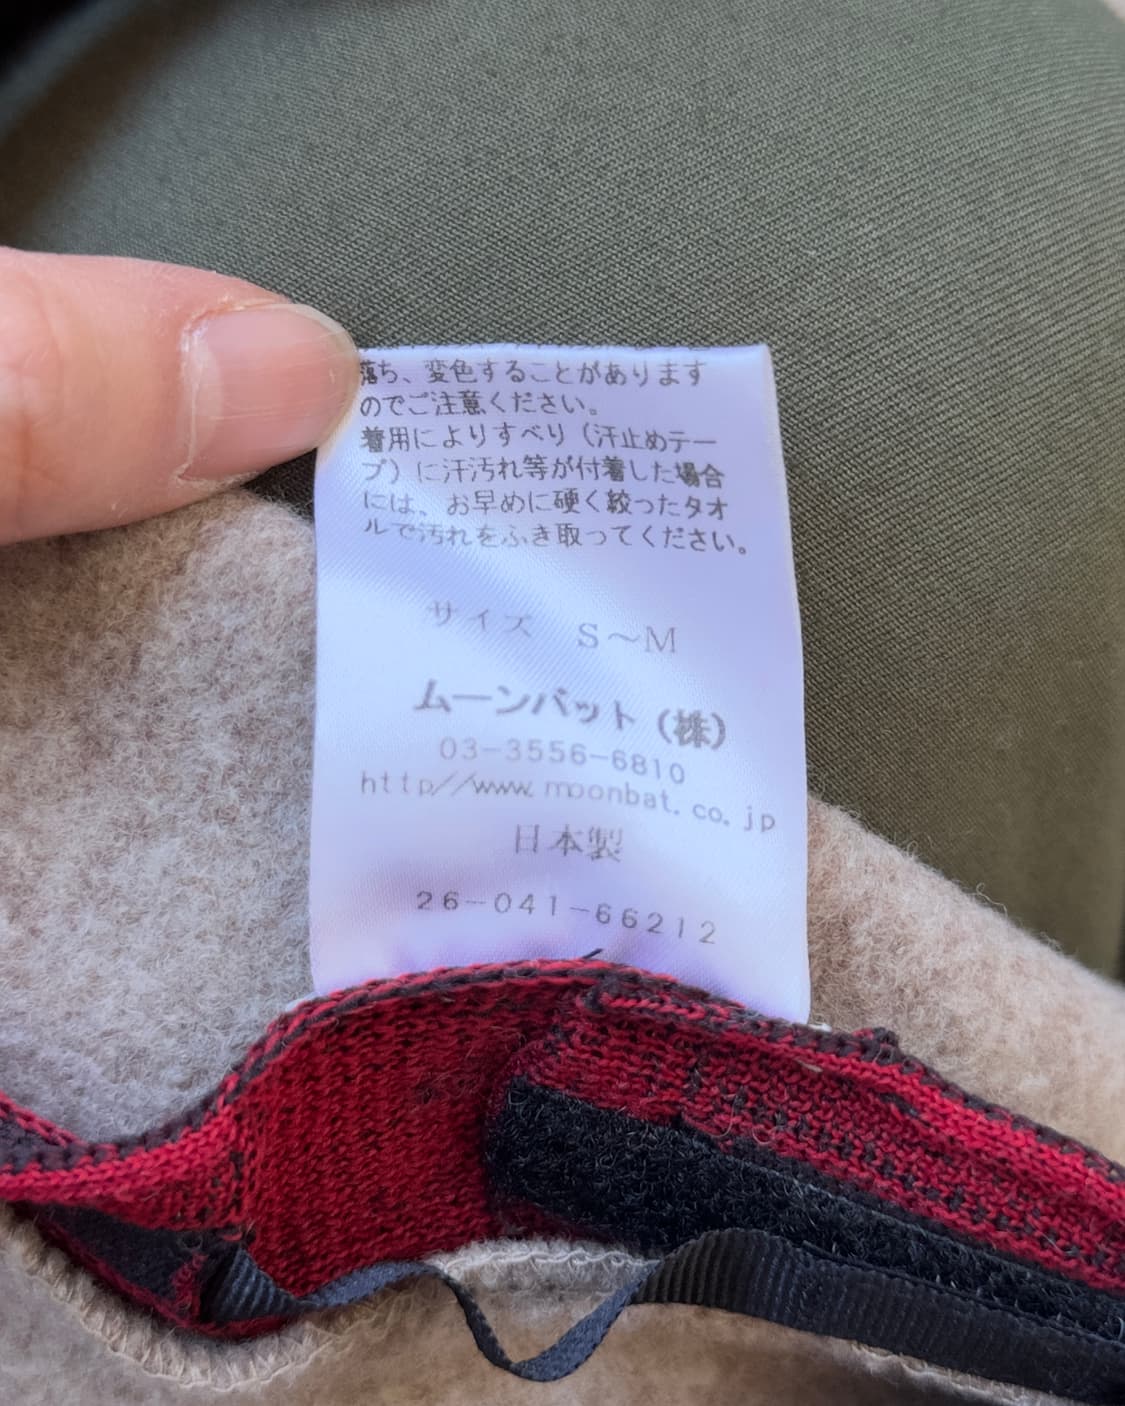 落ち、変色することがあります
のでご注意ください。
着用によりすべり（汗止めテー
プ）に汗汚れ等が付着した場合
には、お早めに硬く絞ったタオ
ルで汚れをふき取ってください。
サイズ　S～M
ムーンバット（株）
03-3556-6810
http//www.moonbat.co.jp
日本製
26-041-66212